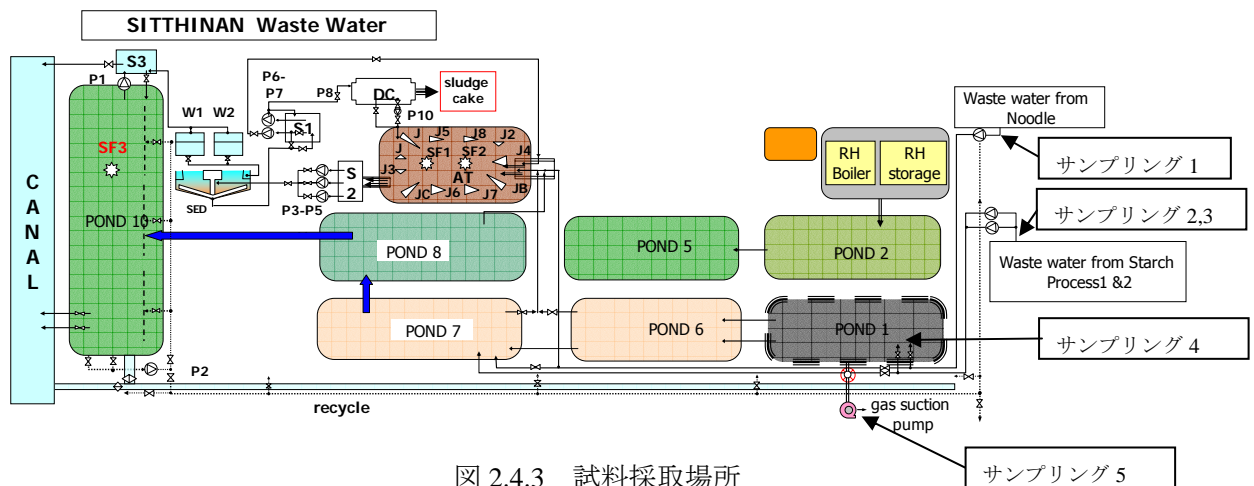 SITTHINAN Waste Water
S3
P1
P6-
P7
P8
DC
sludge
cake
P10
W1
W2
S1
Waste water from
Noodle
サンプリング 1
RH
Boiler
RH
storage
SF3
J
J5
J8
J2
J
SF1
SF2
J4
J3
AT
JB
JC
J6
J7
S
2
P3-P5
SED
サンプリング 2,3
C
A
N
A
L
POND 10
POND 8
POND 5
POND 2
Waste water from Starch
Process1 &2
POND 7
POND 6
POND 1
サンプリング 4
P2
recycle
gas suction
pump
サンプリング 5
図 2.4.3 試料採取場所